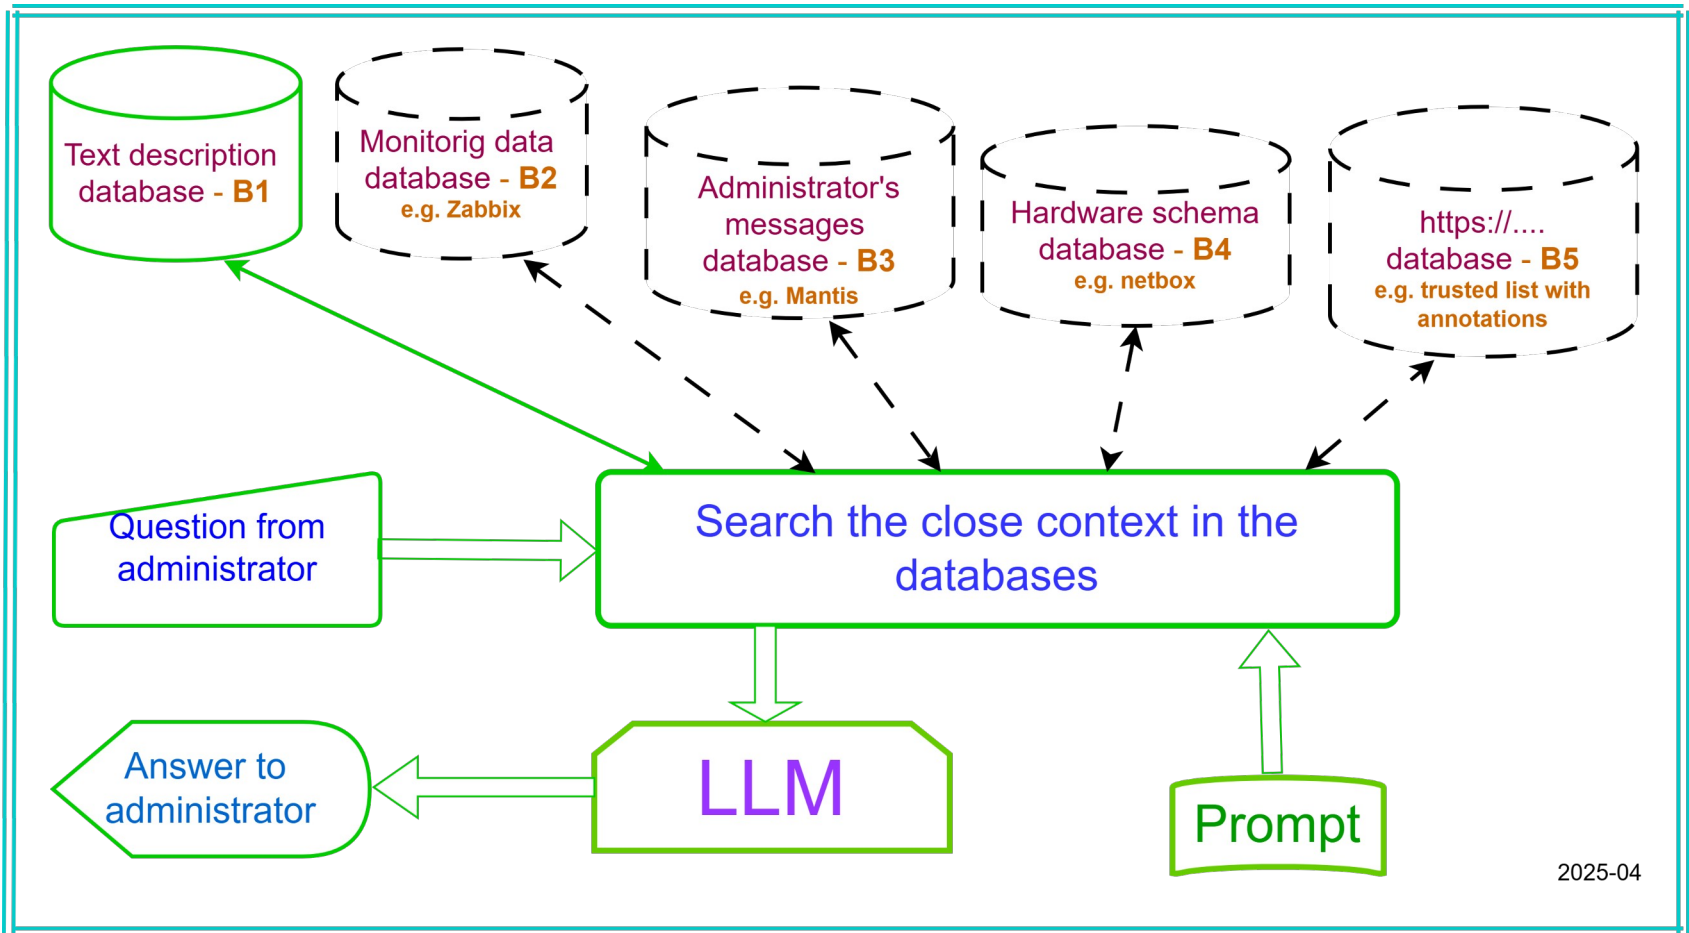 Text description
database - B1
Monitorig data
database - B2
e.g. Zabbix
Administrator's
messages
database - B3
e.g. Mantis
Hardware schema
database - B4
e.g. netbox
https://....
database - B5
e.g. trusted list with
annotations
Question from
administrator
Search the close context in the
databases
Answer to
administrator
LLM
Prompt
2025-04